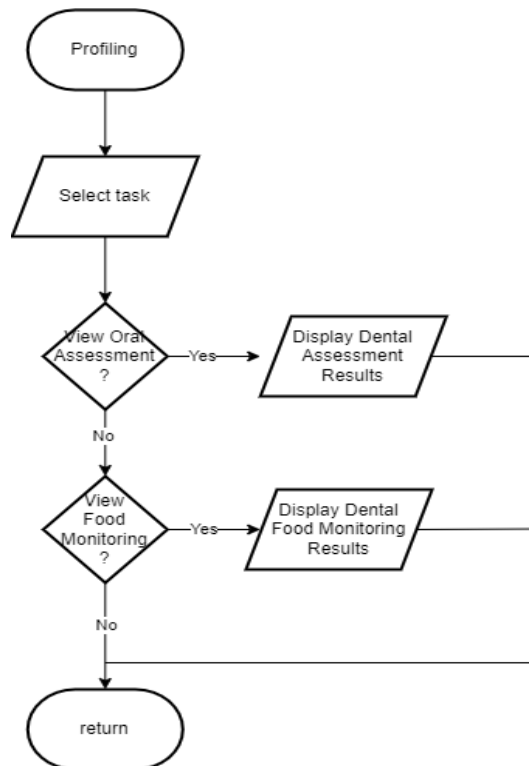 Profiling
Select task
View Oral
Assessment
?
Yes
Display Dental
Assessment
Results
No
View
Food
Monitoring
?
Yes
Display Dental
Food Monitoring
Results
No
return